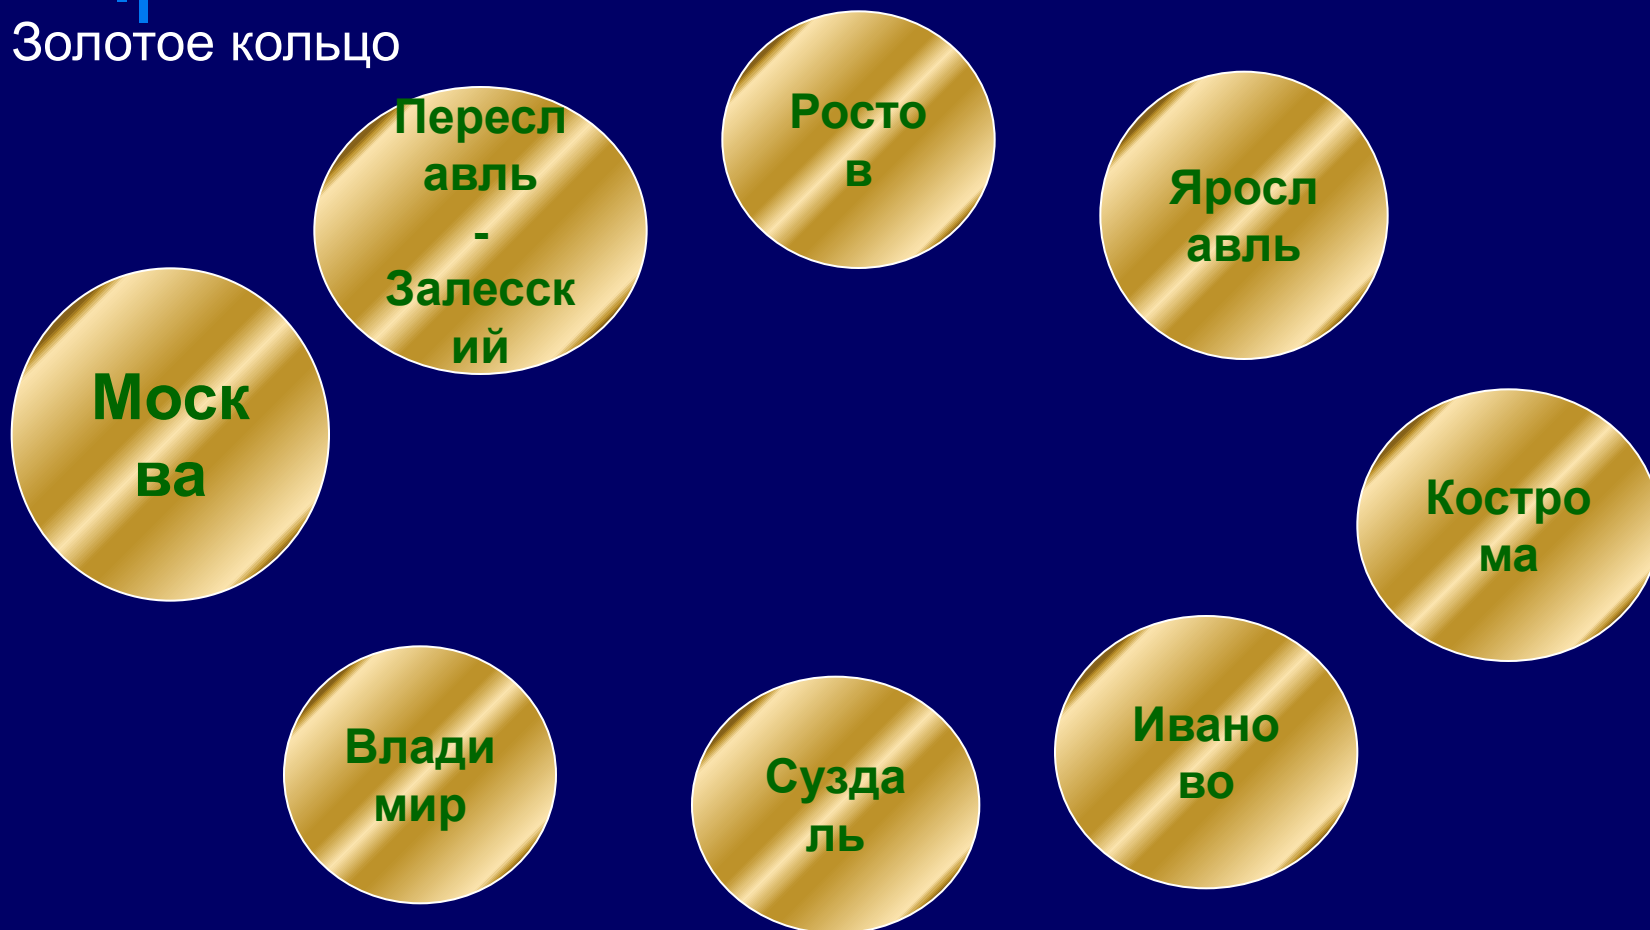 Золотое кольцо
Пересл
авль
-
Залесск
ий
Росто
в
Яросл
авль
Моск
ва
Костро
ма
Влади
мир
Сузда
ль
Ивано
во